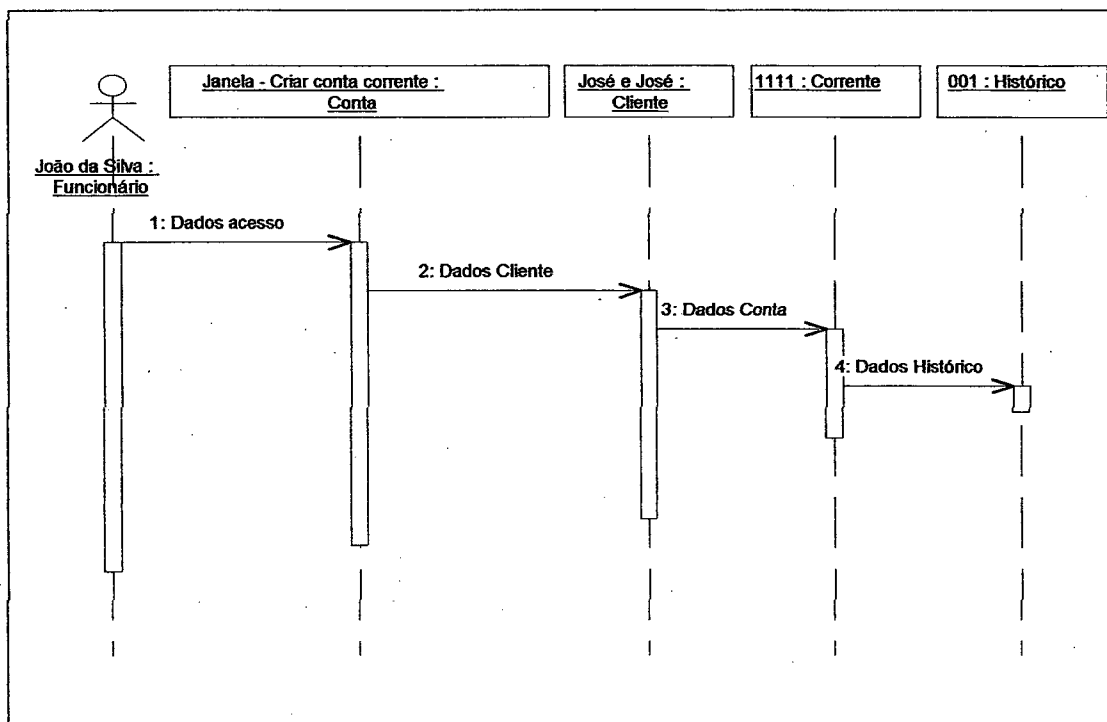 Janela - Criar conta corrente :
Conta
José e José :
Cliente
1111 : Corrente
001 : Histórico
João da Silva :
Funcionário
1: Dados acesso
2: Dados Cliente
3: Dados Conta
4: Dados Histórico